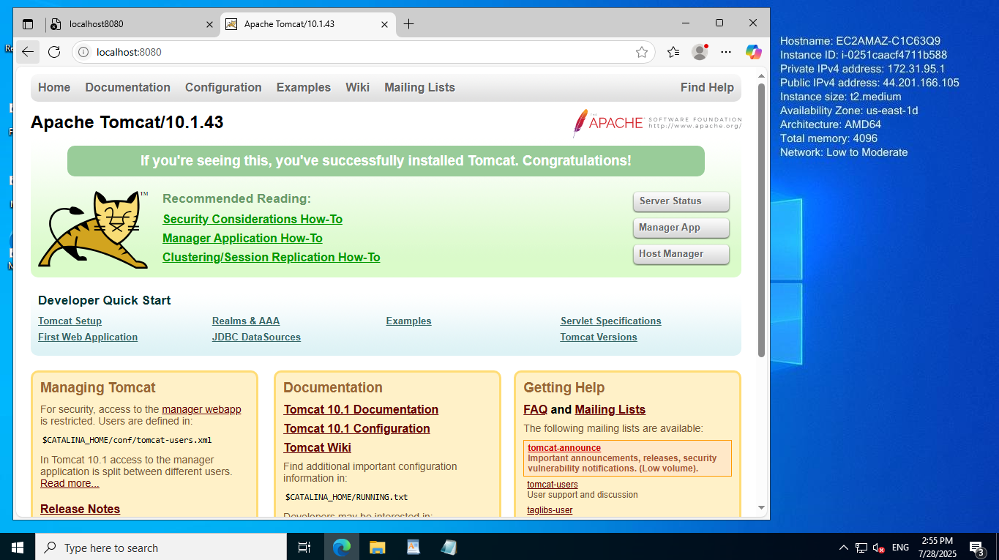 localhost8080
Apache Tomcat/10.1.43
localhost:8080
Hostname: EC2AMAZ-C1C63Q9
Instance ID: i-0251caacf4711b588
Private IPv4 address: 172.31.95.1
Public IPv4 address: 44.201.166.105
Instance size: t2.medium
Availability Zone: us-east-1d
Architecture: AMD64
Total memory: 4096
Network: Low to Moderate
Home Documentation Configuration Examples Wiki Mailing Lists Find Help
Apache Tomcat/10.1.43
THE
APACHE SOFTWARE FOUNDATION
http://www.apache.org/
If you're seeing this, you've successfully installed Tomcat. Congratulations!
TM
Recommended Reading:
Security Considerations How-To
Manager Application How-To
Clustering/Session Replication How-To
Server Status
Manager App
Host Manager
Developer Quick Start
Tomcat Setup
First Web Application
Realms & AAA
JDBC DataSources
Examples
Servlet Specifications
Tomcat Versions
Managing Tomcat
For security, access to the manager webapp
is restricted. Users are defined in:
$CATALINA_HOME/conf/tomcat-users.xml
In Tomcat 10.1 access to the manager
application is split between different users.
Read more...
Release Notes
Documentation
Tomcat 10.1 Documentation
Tomcat 10.1 Configuration
Tomcat Wiki
Find additional important configuration
information in:
$CATALINA_HOME/RUNNING.txt
Developers may be interested in:
Getting Help
FAQ and Mailing Lists
The following mailing lists are available:
tomcat-announce
Important announcements, releases, security
vulnerability notifications. (Low volume).
tomcat-users
User support and discussion
taglibs-user
Type here to search
ENG
2:55 PM
7/28/2025
3